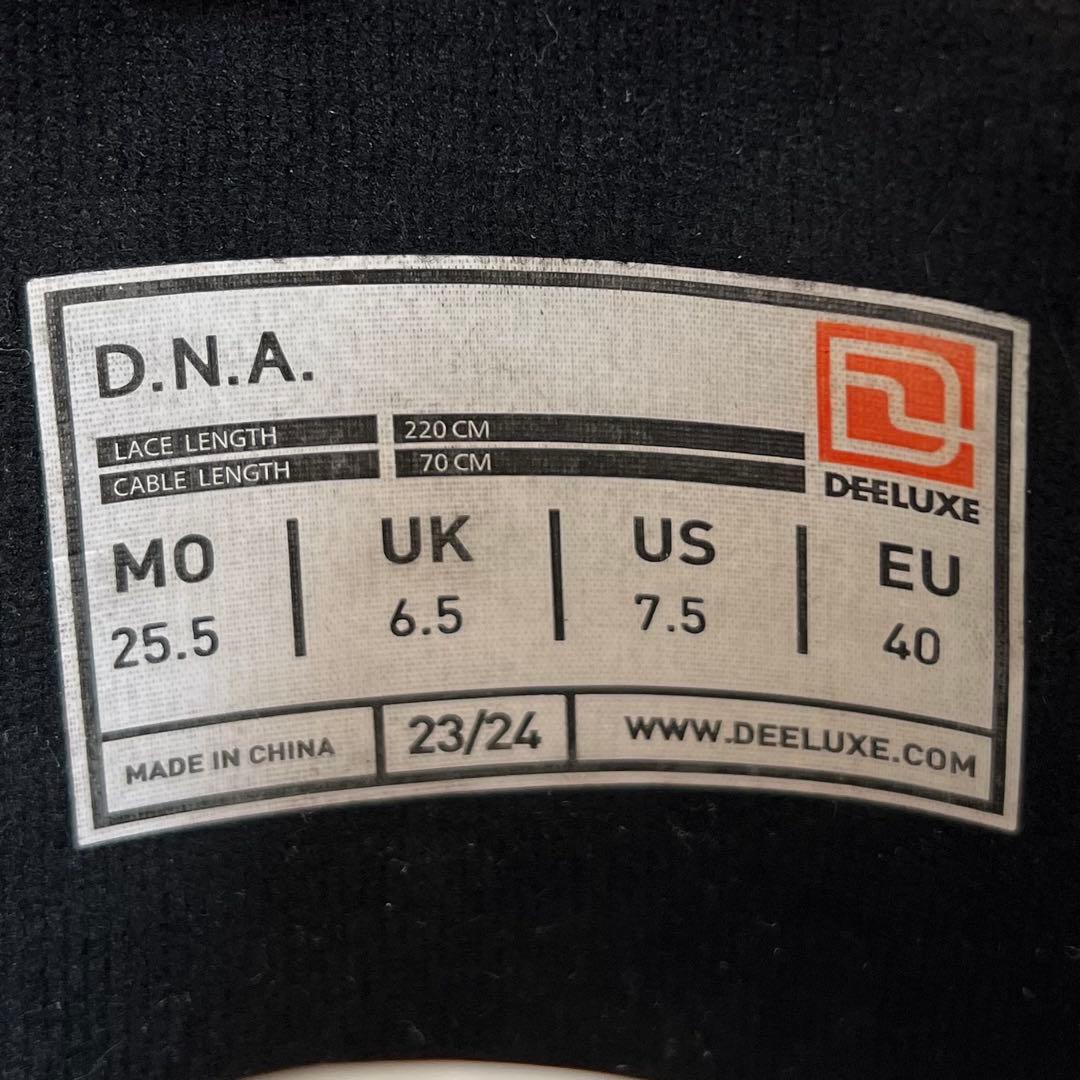 D.N.A.
LACE LENGTH 220 CM
CABLE LENGTH 70 CM
DEELUXE
MO UK US EU
25.5 6.5 7.5 40
MADE IN CHINA 23/24 WWW.DEELUXE.COM